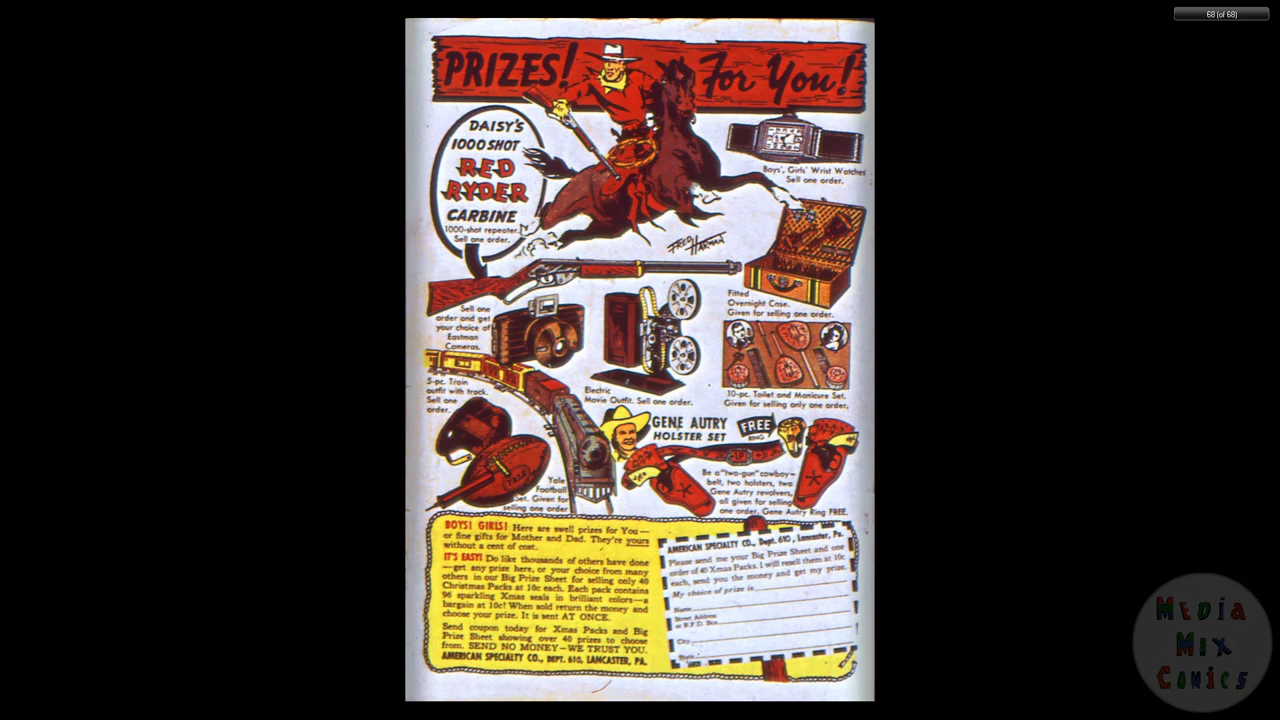 68 (of 68)
PRIZES! For You!
DAISY'S
1000 SHOT
RED
RYDER
CARBINE
1000-shot repeater.
Sell one order.
FRED
HARMAN
Boys', Girls' Wrist Watches
Sell one order.
Fitted
Overnight Case.
Given for selling one order.
Sell one
order and get
your choice of
Eastman
Cameras.
Electric
Movie Outfit. Sell one order.
10-pc. Toilet and Manicure Set.
Given for selling only one order.
5-pc. Train
outfit with track.
Sell one
order.
YALE
Yale
Football
Set. Given for
selling one order
GENE AUTRY
HOLSTER SET
FREE
RING
Be a "two-gun" cowboy—
belt, two holsters, two
Gene Autry revolvers,
all given for selling
one order. Gene Autry Ring FREE.
BOYS! GIRLS! Here are swell prizes for You—
or fine gifts for Mother and Dad. They're yours
without a cent of cost.
IT'S EASY! Do like thousands of others have done
—get any prize here, or your choice from many
others in our Big Prize Sheet for selling only 40
Christmas Packs at 10c each. Each pack contains
96 sparkling Xmas seals in brilliant colors—a
bargain at 10c! When sold return the money and
choose your prize. It is sent AT ONCE.
Send coupon today for Xmas Packs and Big
Prize Sheet showing over 40 prizes to choose
from. SEND NO MONEY—WE TRUST YOU.
AMERICAN SPECIALTY CO., DEPT. 610, LANCASTER, PA.
AMERICAN SPECIALTY CO., Dept. 610, Lancaster, Pa.
Please send me your Big Prize Sheet and one
order of 40 Xmas Packs. I will resell them at 10c
each, send you the money and get my prize.
My choice of prize is
Name
Street Address
or R.F.D. Box
City
State
MEDIA
MIX
COMICS